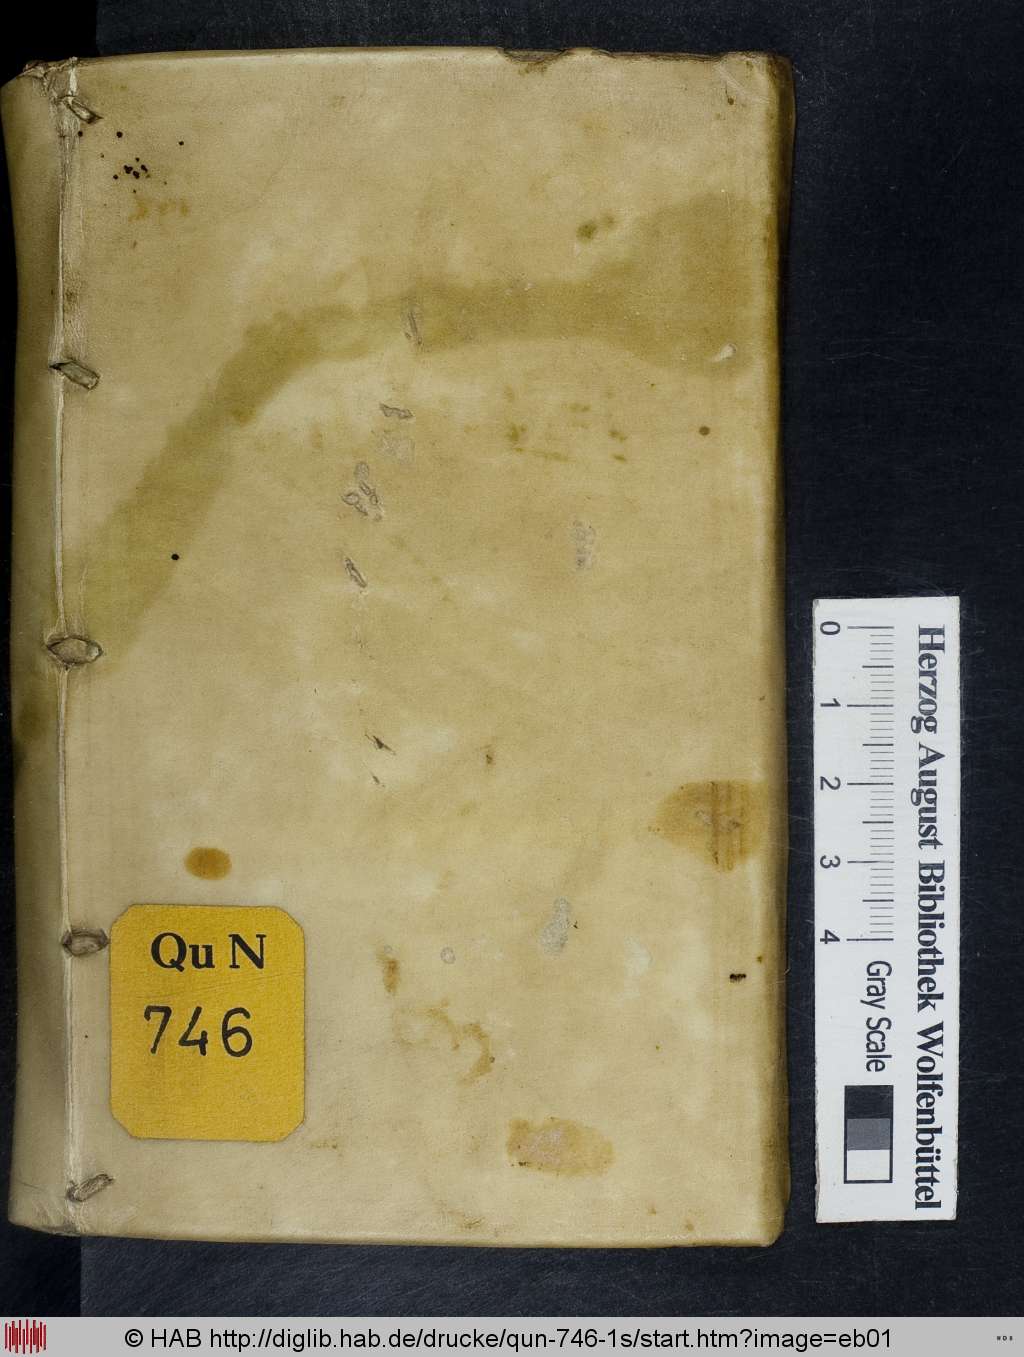 Qu N
746
Herzog August Bibliothek Wolfenbüttel
0 1 2 3 4
Gray Scale
© HAB http://diglib.hab.de/drucke/qun-746-1s/start.htm?image=eb01
WDB